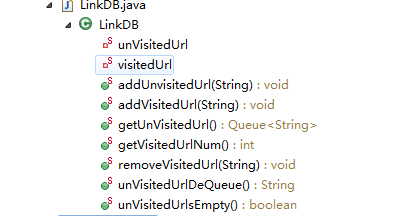 LinkDB.java
LinkDB
unVisitedUrl
visitedUrl
addUnvisitedUrl(String) : void
addVisitedUrl(String) : void
getUnVisitedUrl() : Queue<String>
getVisitedUrlNum() : int
removeVisitedUrl(String) : void
unVisitedUrlDeQueue() : String
unVisitedUrlsEmpty() : boolean